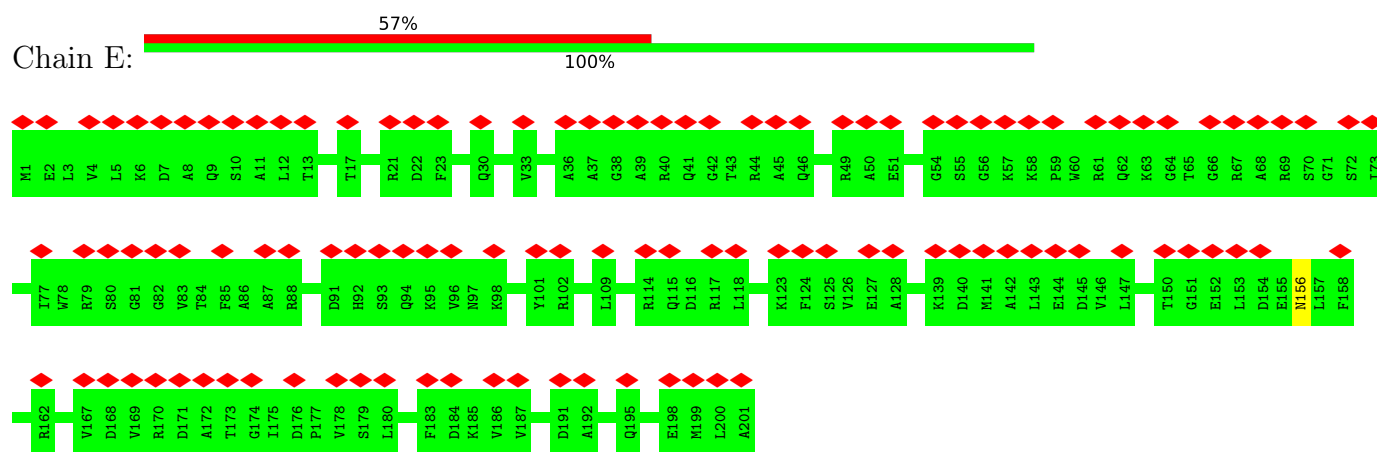 57%
Chain E:
100%
M1 E2 L3 V4 L5 K6 D7 A8 Q9 S10 A11 L12 T13 T17 R21 D22 F23 Q30 V33 A36 A37 G38 A39 R40 Q41 G42 T43 R44 A45 Q46 R49 A50 E51 G54 S55 G56 K57 K58 P59 W60 R61 Q62 K63 G64 T65 G66 R67 A68 R69 S70 G71 S72 I73
I77 W78 R79 S80 G81 G82 V83 T84 F85 A86 A87 R88 D91 H92 S93 Q94 K95 V96 N97 K98 Y101 R102 L109 R114 Q115 D116 R117 L118 K123 F124 S125 V126 E127 A128 K139 D140 M141 A142 L143 E144 D145 V146 L147 T150 G151 E152 L153 D154 E155 N156 L157 F158
R162 V167 D168 V169 R170 D171 A172 T173 G174 I175 D176 P177 V178 S179 L180 F183 D184 K185 V186 V187 D191 A192 Q195 E198 M199 L200 A201